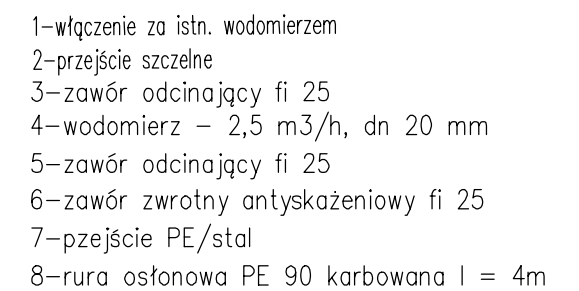 1-włączenie za istn. wodomierzem
2-przejście szczelne
3-zawór odcinający fi 25
4-wodomierz - 2,5 m3/h, dn 20 mm
5-zawór odcinający fi 25
6-zawór zwrotny antyskażeniowy fi 25
7-pzejście PE/stal
8-rura osłonowa PE 90 karbowana l = 4m